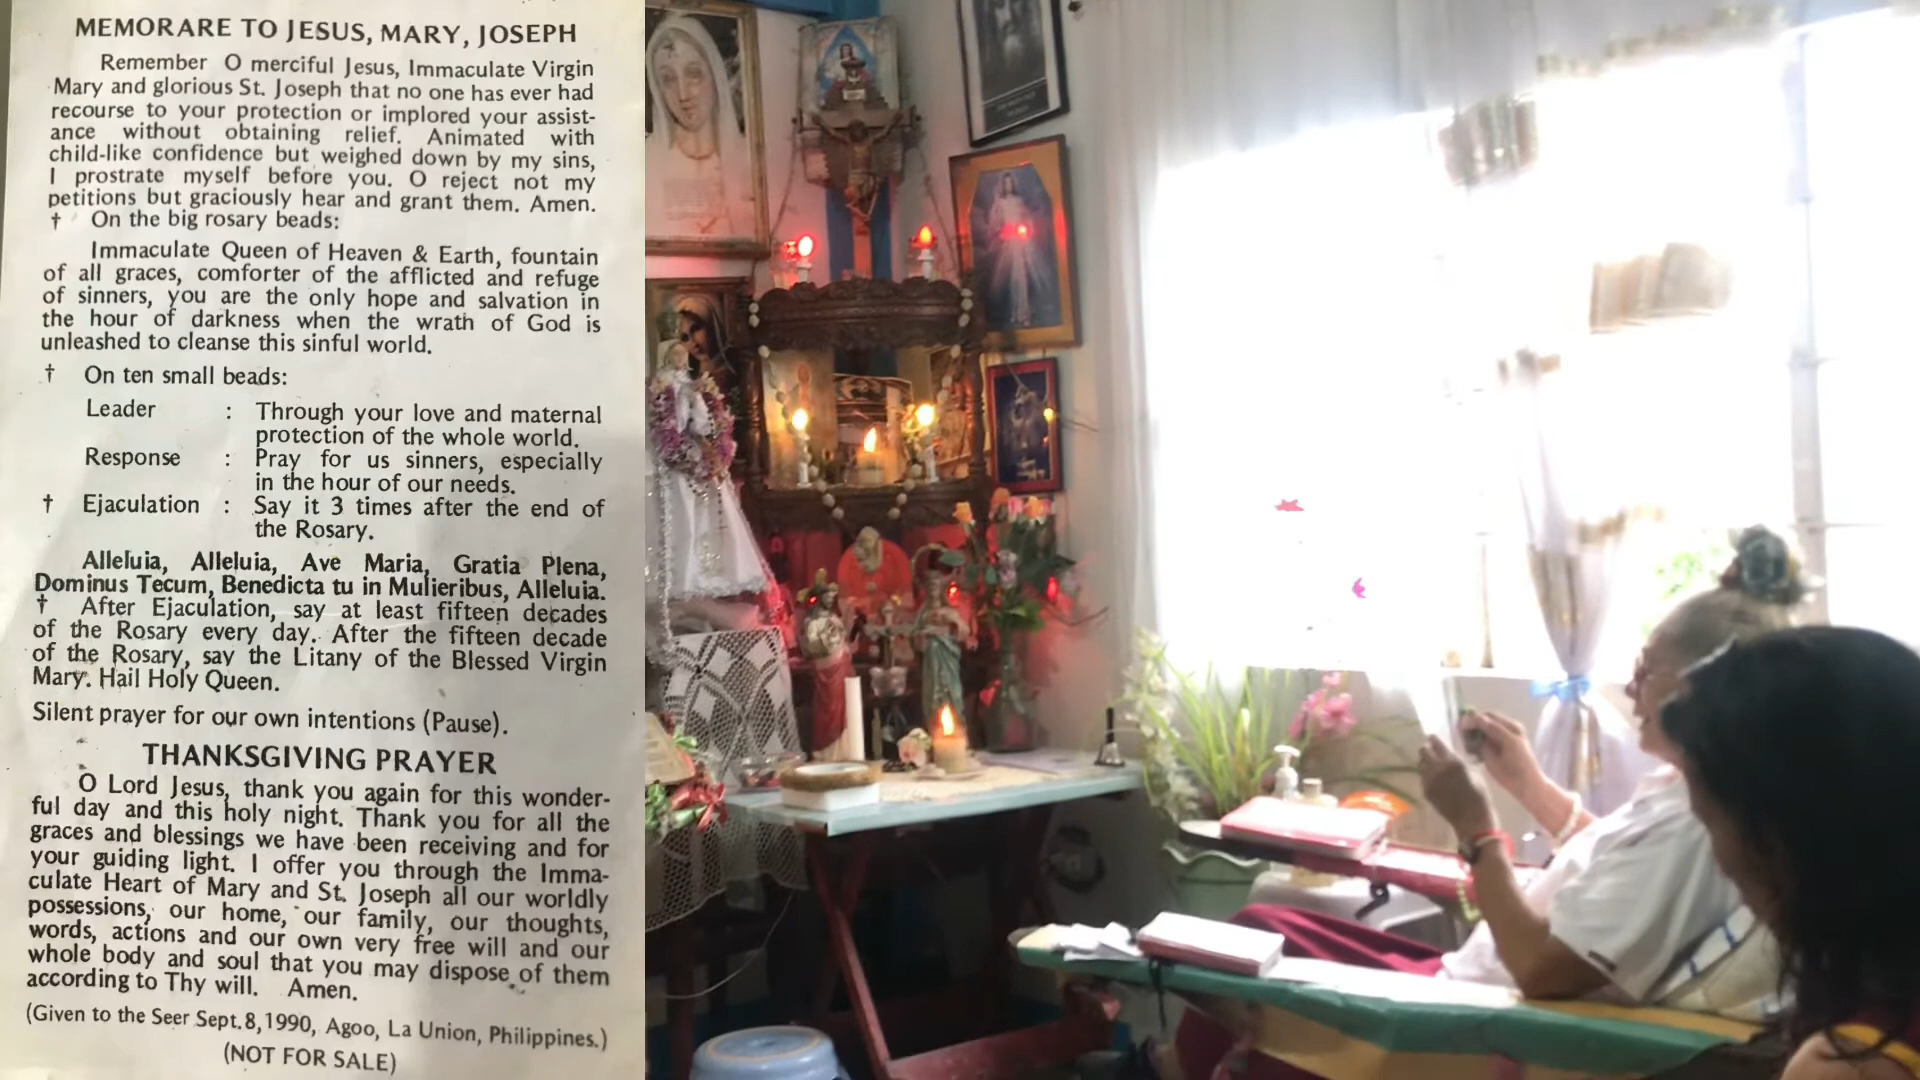 MEMORARE TO JESUS, MARY, JOSEPH
Remember O merciful Jesus, Immaculate Virgin
Mary and glorious St. Joseph that no one has ever had
recourse to your protection or implored your assist-
ance without obtaining relief. Animated with
child-like confidence but weighed down by my sins,
I prostrate myself before you. O reject not my
petitions but graciously hear and grant them. Amen.
† On the big rosary beads:
Immaculate Queen of Heaven & Earth, fountain
of all graces, comforter of the afflicted and refuge
of sinners, you are the only hope and salvation in
the hour of darkness when the wrath of God is
unleashed to cleanse this sinful world.
† On ten small beads:
Leader : Through your love and maternal
protection of the whole world.
Response : Pray for us sinners, especially
in the hour of our needs.
† Ejaculation : Say it 3 times after the end of
the Rosary.
Alleluia, Alleluia, Ave Maria, Gratia Plena,
Dominus Tecum, Benedicta tu in Mulieribus, Alleluia.
† After Ejaculation, say at least fifteen decades
of the Rosary every day. After the fifteen decade
of the Rosary, say the Litany of the Blessed Virgin
Mary. Hail Holy Queen.
Silent prayer for our own intentions (Pause).
THANKSGIVING PRAYER
O Lord Jesus, thank you again for this wonder-
ful day and this holy night. Thank you for all the
graces and blessings we have been receiving and for
your guiding light. I offer you through the Imma-
culate Heart of Mary and St. Joseph all our worldly
possessions, our home, our family, our thoughts,
words, actions and our own very free will and our
whole body and soul that you may dispose of them
according to Thy will. Amen.
(Given to the Seer Sept. 8, 1990, Agoo, La Union, Philippines.)
(NOT FOR SALE)